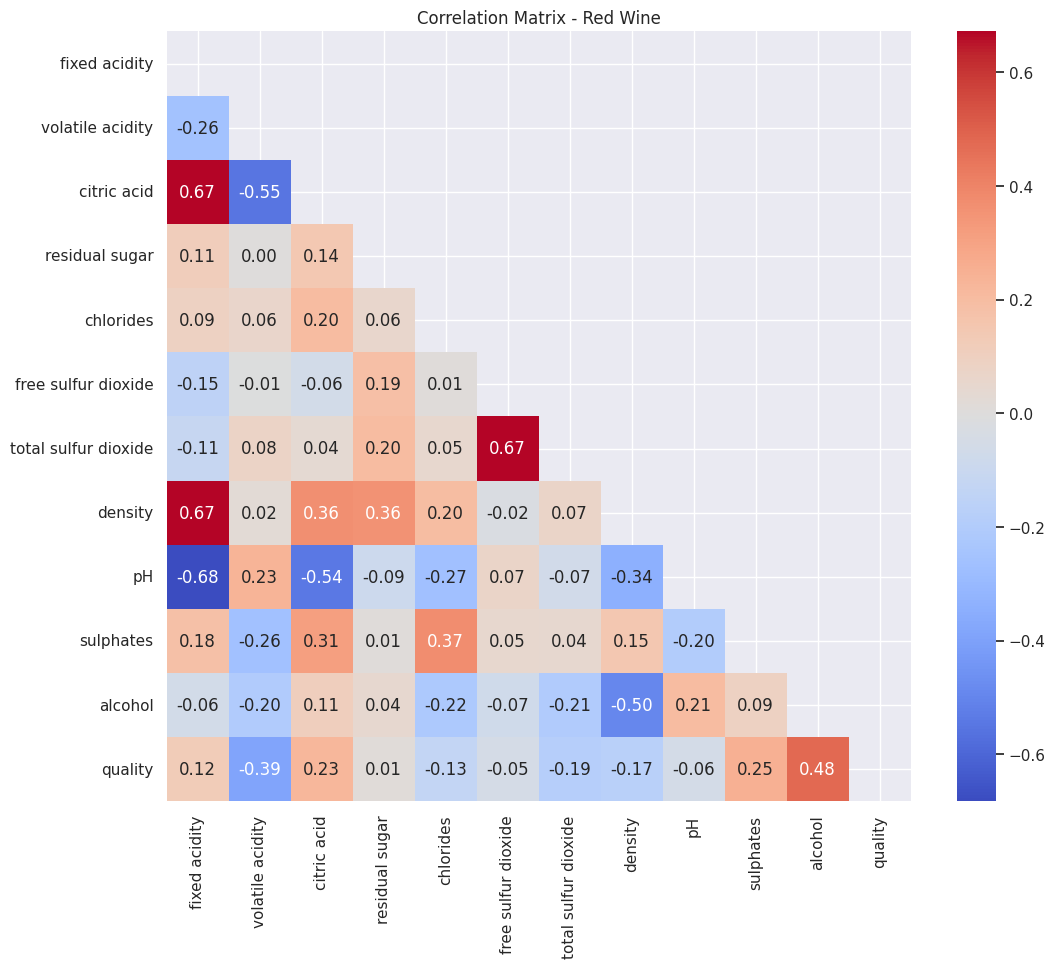 Correlation Matrix - Red Wine
fixed acidity
volatile acidity -0.26
citric acid 0.67 -0.55
residual sugar 0.11 0.00 0.14
chlorides 0.09 0.06 0.20 0.06
free sulfur dioxide -0.15 -0.01 -0.06 0.19 0.01
total sulfur dioxide -0.11 0.08 0.04 0.20 0.05 0.67
density 0.67 0.02 0.36 0.36 0.20 -0.02 0.07
pH -0.68 0.23 -0.54 -0.09 -0.27 0.07 -0.07 -0.34
sulphates 0.18 -0.26 0.31 0.01 0.37 0.05 0.04 0.15 -0.20
alcohol -0.06 -0.20 0.11 0.04 -0.22 -0.07 -0.21 -0.50 0.21 0.09
quality 0.12 -0.39 0.23 0.01 -0.13 -0.05 -0.19 -0.17 -0.06 0.25 0.48
fixed acidity
volatile acidity
citric acid
residual sugar
chlorides
free sulfur dioxide
total sulfur dioxide
density
pH
sulphates
alcohol
quality
0.6
0.4
0.2
0.0
−0.2
−0.4
−0.6